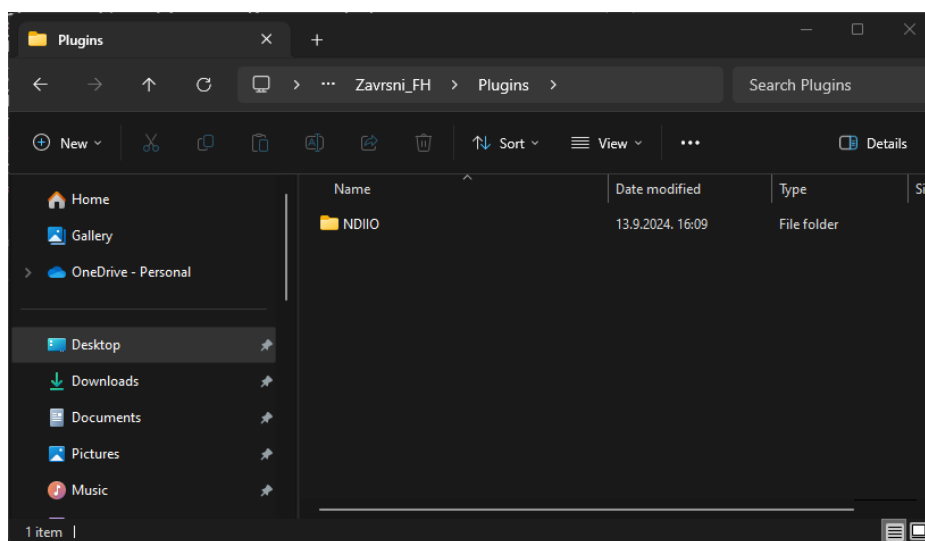 Plugins
Zavrsni_FH > Plugins >
Search Plugins
New
Sort
View
Details
Name
Date modified
Type
Si
NDIIO
13.9.2024. 16:09
File folder
Home
Gallery
OneDrive - Personal
Desktop
Downloads
Documents
Pictures
Music
1 item